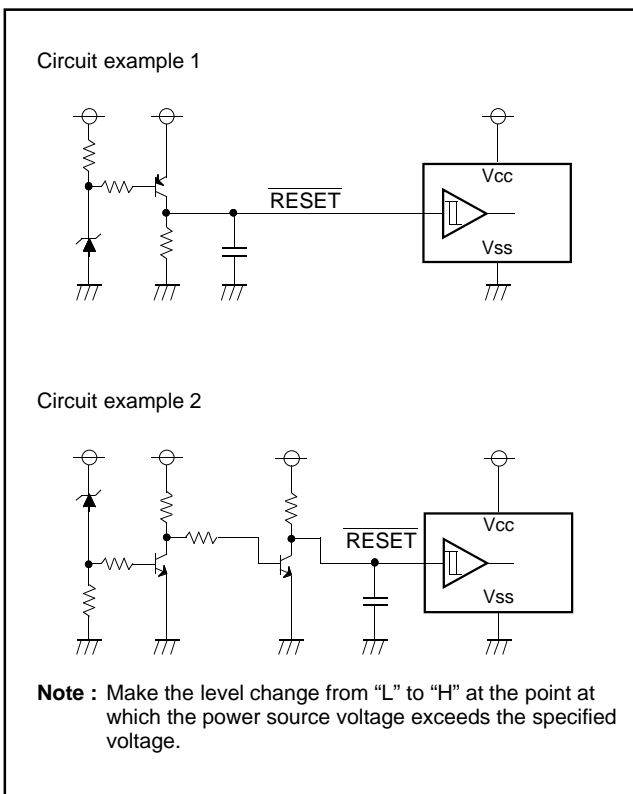 Circuit example 1
RESET
Vcc
Vss
Circuit example 2
RESET
Vcc
Vss
Note : Make the level change from “L” to “H” at the point at
which the power source voltage exceeds the specified
voltage.